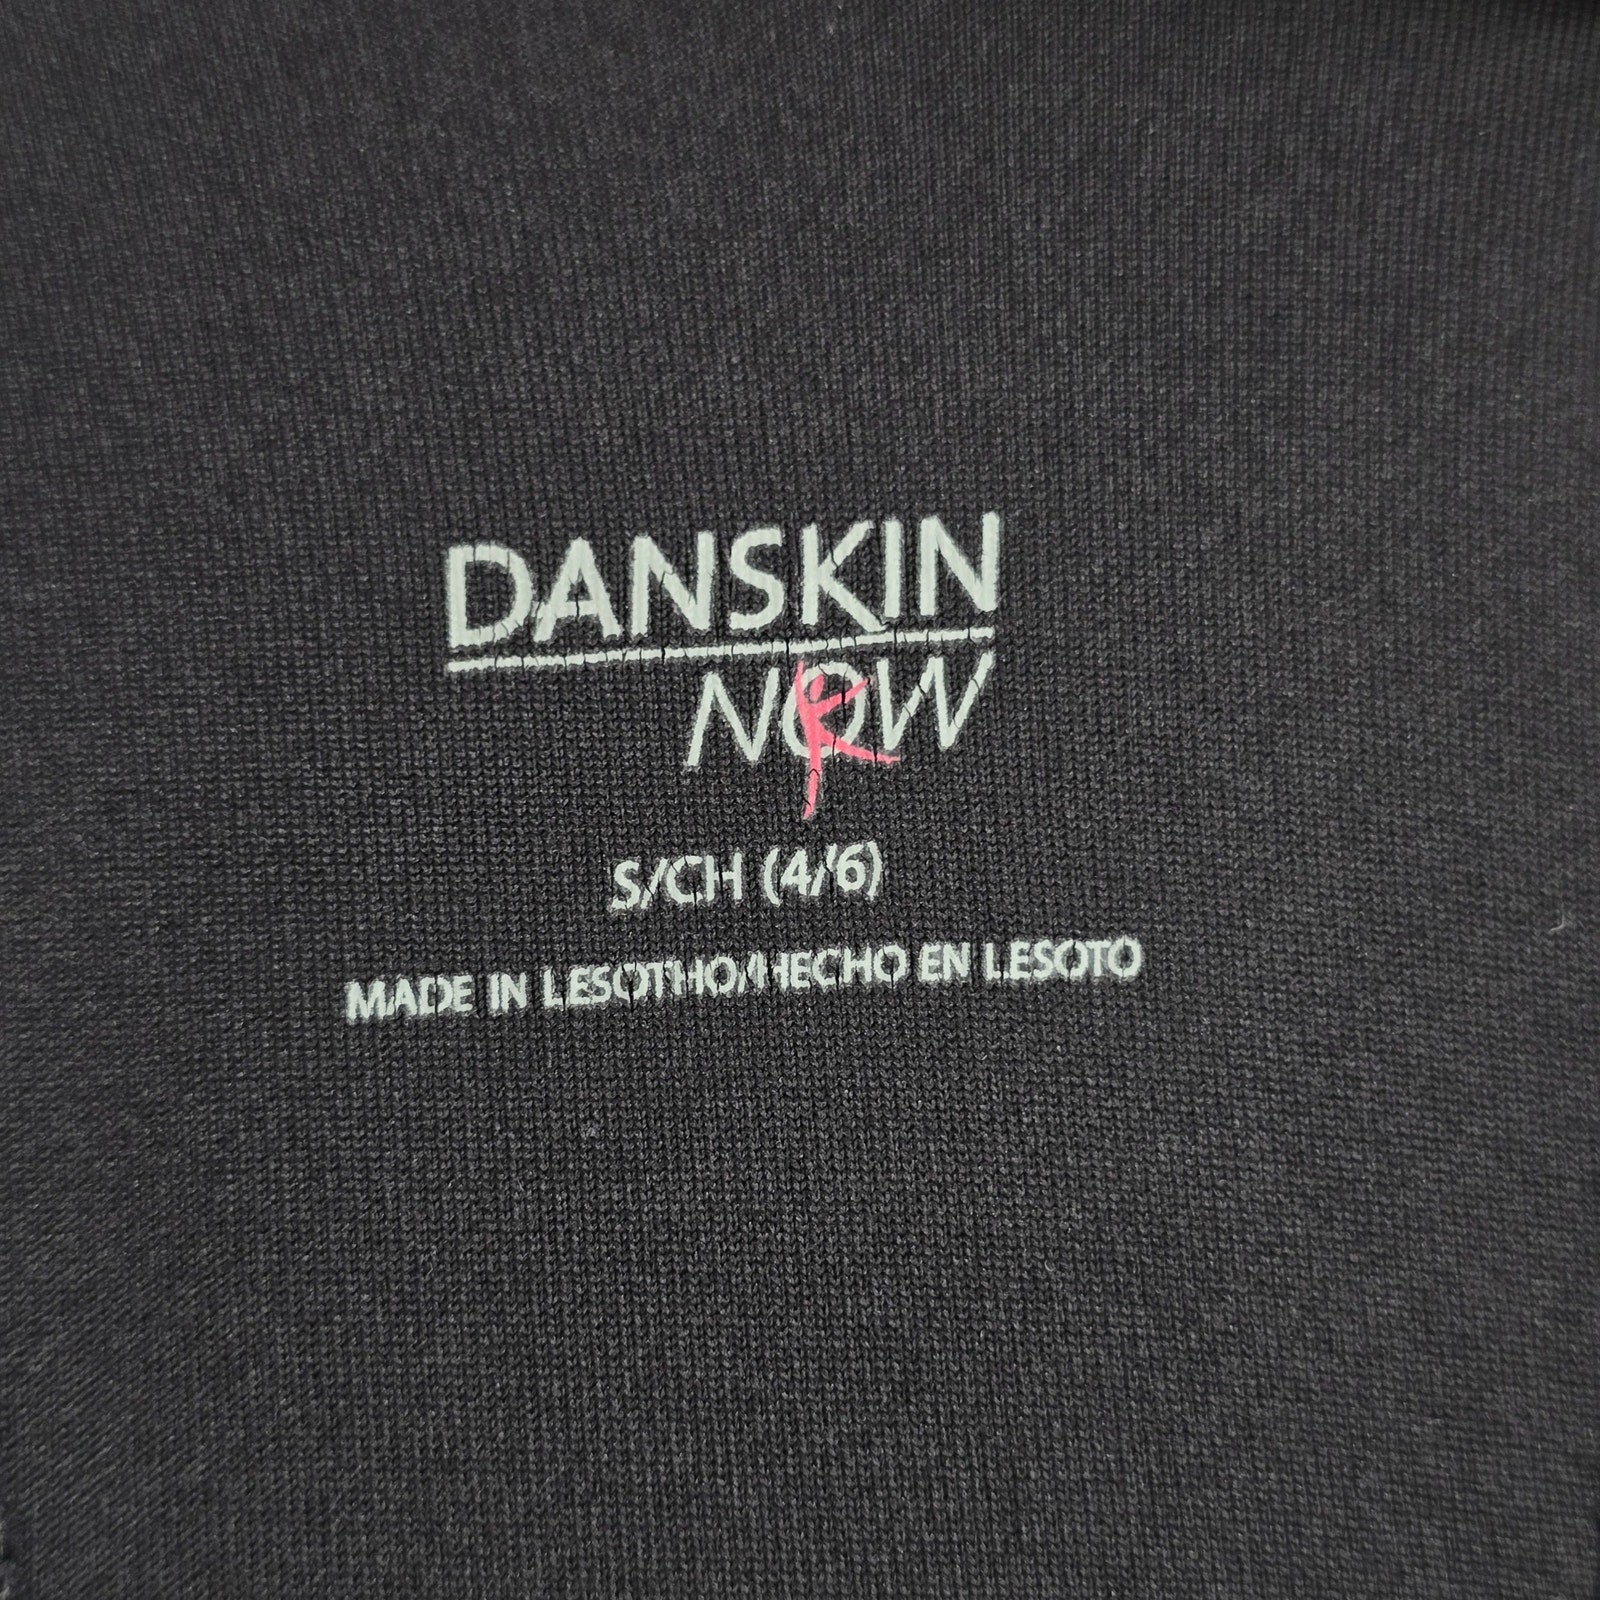 DANSKIN
NOW
S/CH (4/6)
MADE IN LESOTHO/HECHO EN LESOTO